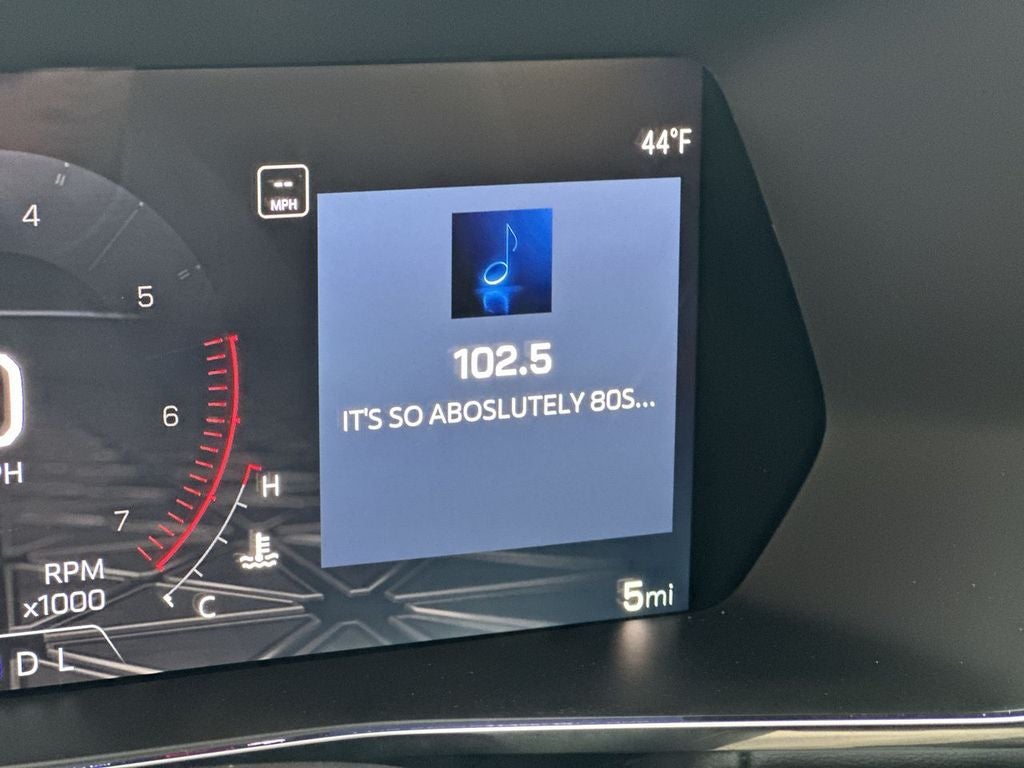 44°F
--
MPH
4
5
102.5
IT'S SO ABOSLUTELY 80S...
6
H
7
RPM
x1000
C
5mi
D L